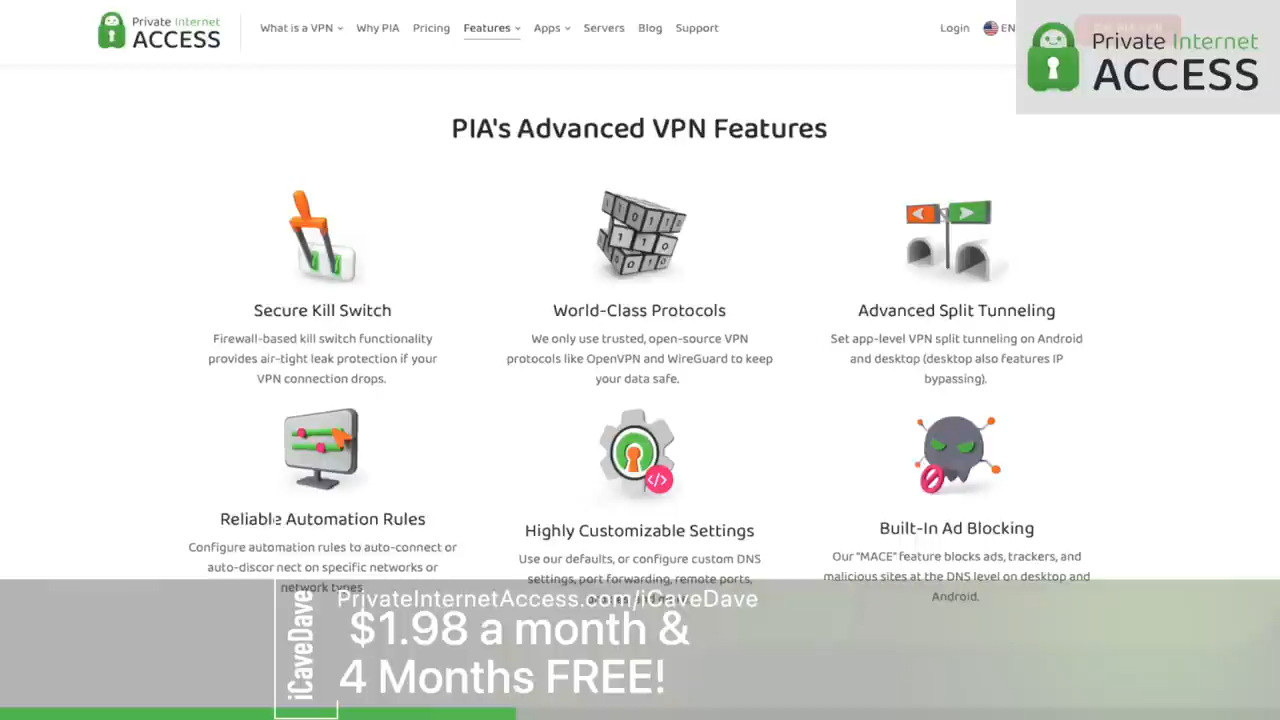 Private Internet
ACCESS
What is a VPN
Why PIA
Pricing
Features
Apps
Servers
Blog
Support
Login
EN
Private Internet
ACCESS
PIA's Advanced VPN Features
Secure Kill Switch
Firewall-based kill switch functionality
provides air-tight leak protection if your
VPN connection drops.
World-Class Protocols
We only use trusted, open-source VPN
protocols like OpenVPN and WireGuard to keep
your data safe.
Advanced Split Tunneling
Set app-level VPN split tunneling on Android
and desktop (desktop also features IP
bypassing).
Reliable Automation Rules
Configure automation rules to auto-connect or
auto-disconnect on specific networks or
network types.
Highly Customizable Settings
Use our defaults, or configure custom DNS
settings, port forwarding, remote ports,
Built-In Ad Blocking
Our "MACE" feature blocks ads, trackers, and
malicious sites at the DNS level on desktop and
Android.
iCaveDave
PrivateInternetAccess.com/iCaveDave
$1.98 a month &
4 Months FREE!